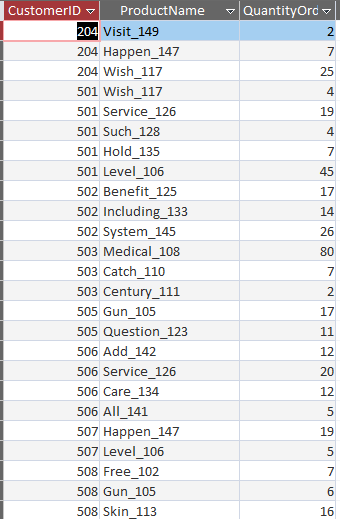 CustomerID ProductName QuantityOrd
204 Visit_149 2
204 Happen_147 7
204 Wish_117 25
501 Wish_117 4
501 Service_126 19
501 Such_128 4
501 Hold_135 7
501 Level_106 45
502 Benefit_125 17
502 Including_133 14
502 System_145 26
503 Medical_108 80
503 Catch_110 7
503 Century_111 2
505 Gun_105 17
505 Question_123 11
506 Add_142 12
506 Service_126 20
506 Care_134 12
506 All_141 5
507 Happen_147 19
507 Level_106 5
508 Free_102 7
508 Gun_105 6
508 Skin_113 16